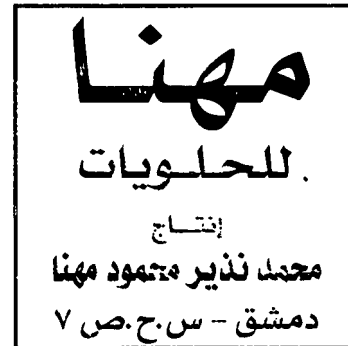 مهنا
للحلويات
إنتاج
محمد نذير محمود مهنا
دمشق - س.ح.ص ٧